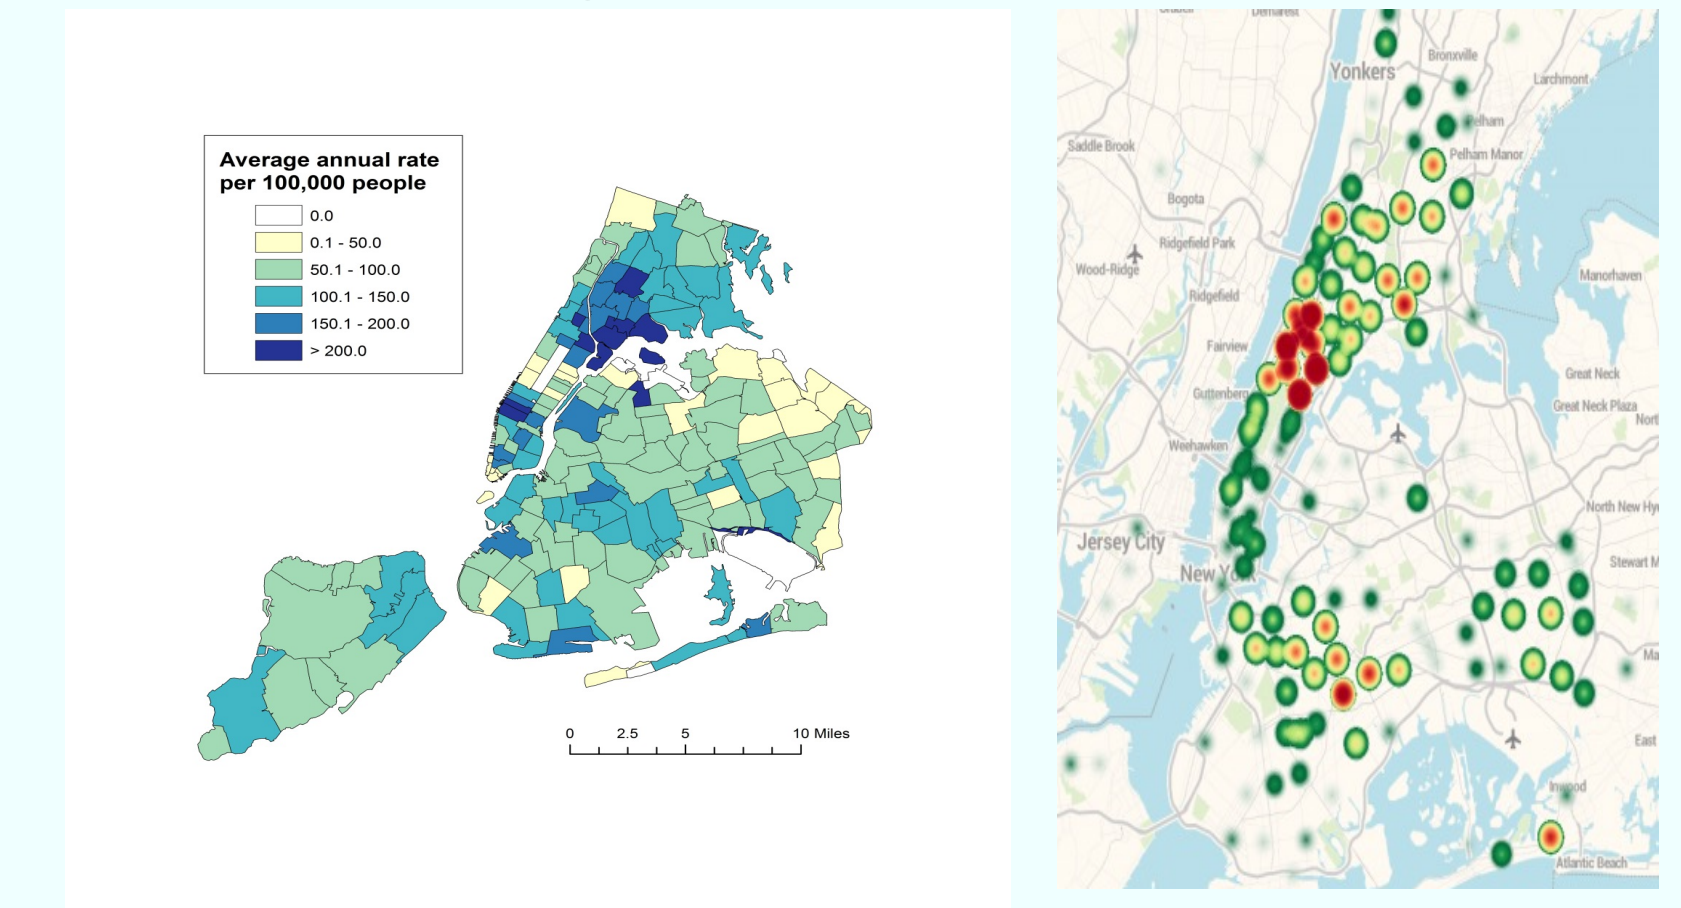 Average annual rate
per 100,000 people
0.0
0.1 - 50.0
50.1 - 100.0
100.1 - 150.0
150.1 - 200.0
> 200.0
0 2.5 5 10 Miles
Demarest
Bronxville
Yonkers
Larchmont
Pelham
Saddle Brook
Pelham Manor
Bogota
Ridgefield Park
Wood-Ridge
Manorhaven
Ridgefield
Fairview
Great Neck
Guttenberg
Great Neck Plaza
Weehawken
North New Hy
Jersey City
Stewart M
New York
East
Inwood
Atlantic Beach